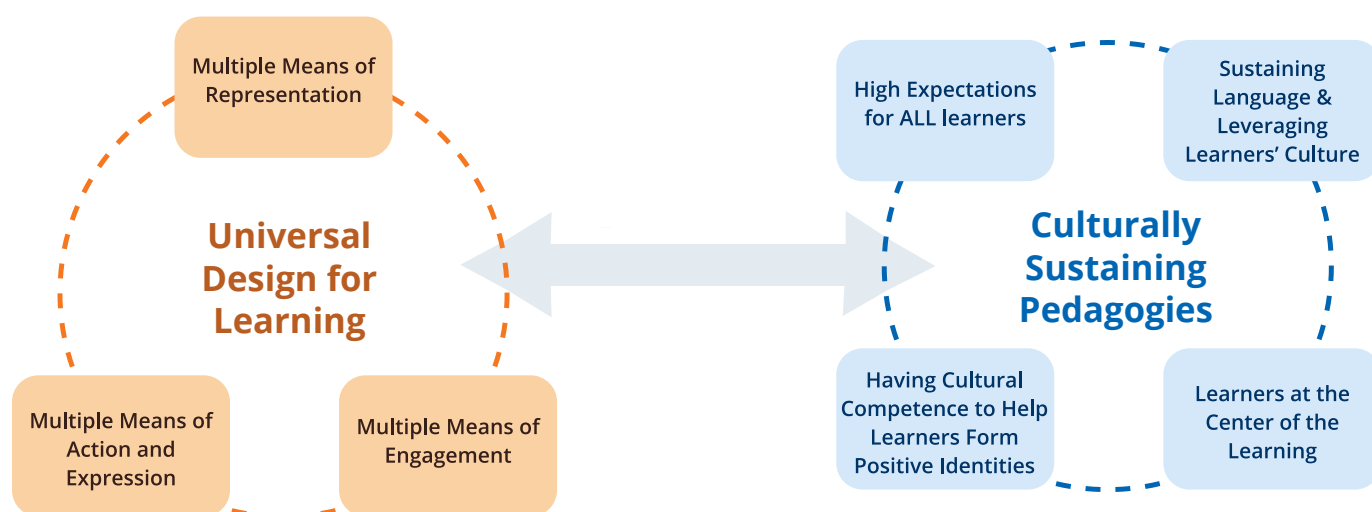 Multiple Means of
Representation
Universal
Design for
Learning
Multiple Means of
Action and
Expression
Multiple Means of
Engagement
High Expectations
for ALL learners
Sustaining
Language &
Leveraging
Learners’ Culture
Culturally
Sustaining
Pedagogies
Having Cultural
Competence to Help
Learners Form
Positive Identities
Learners at the
Center of the
Learning